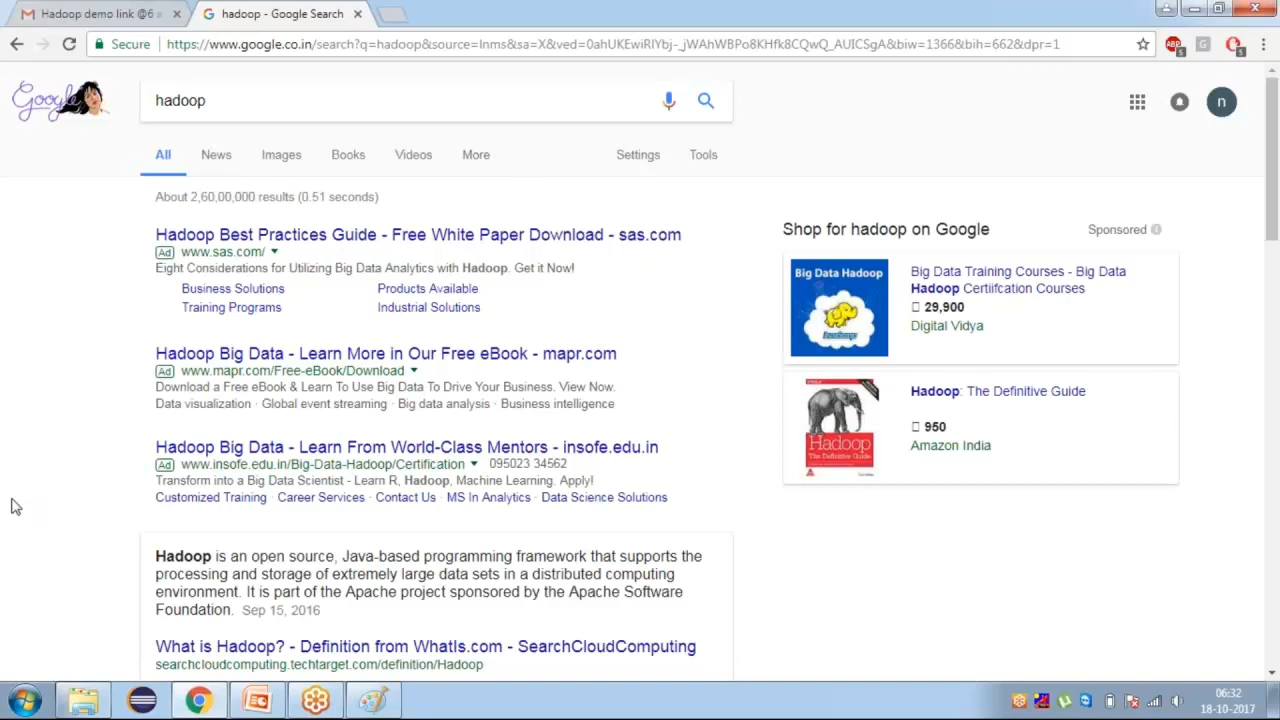 Hadoop demo link @6 a
hadoop - Google Search
Secure
https://www.google.co.in/search?q=hadoop&source=lnms&sa=X&ved=0ahUKEwiRlYbj-_jWAhWBPo8KHfk8CQwQ_AUICSgA&biw=1366&bih=662&dpr=1
Google
hadoop
n
All News Images Books Videos More Settings Tools
About 2,60,00,000 results (0.51 seconds)
Hadoop Best Practices Guide - Free White Paper Download - sas.com
Ad www.sas.com/
Eight Considerations for Utilizing Big Data Analytics with Hadoop. Get it Now!
Business Solutions Products Available
Training Programs Industrial Solutions
Hadoop Big Data - Learn More in Our Free eBook - mapr.com
Ad www.mapr.com/Free-eBook/Download
Download a Free eBook & Learn To Use Big Data To Drive Your Business. View Now.
Data visualization · Global event streaming · Big data analysis · Business intelligence
Hadoop Big Data - Learn From World-Class Mentors - insofe.edu.in
Ad www.insofe.edu.in/Big-Data-Hadoop/Certification 095023 34562
Transform into a Big Data Scientist - Learn R, Hadoop, Machine Learning. Apply!
Customized Training · Career Services · Contact Us · MS In Analytics · Data Science Solutions
Hadoop is an open source, Java-based programming framework that supports the
processing and storage of extremely large data sets in a distributed computing
environment. It is part of the Apache project sponsored by the Apache Software
Foundation. Sep 15, 2016
What is Hadoop? - Definition from WhatIs.com - SearchCloudComputing
searchcloudcomputing.techtarget.com/definition/Hadoop
Shop for hadoop on Google Sponsored
Big Data Hadoop
Big Data Training Courses - Big Data
Hadoop Certiifcation Courses
29,900
Digital Vidya
Hadoop
The Definitive Guide
Hadoop: The Definitive Guide
950
Amazon India
06:32
18-10-2017